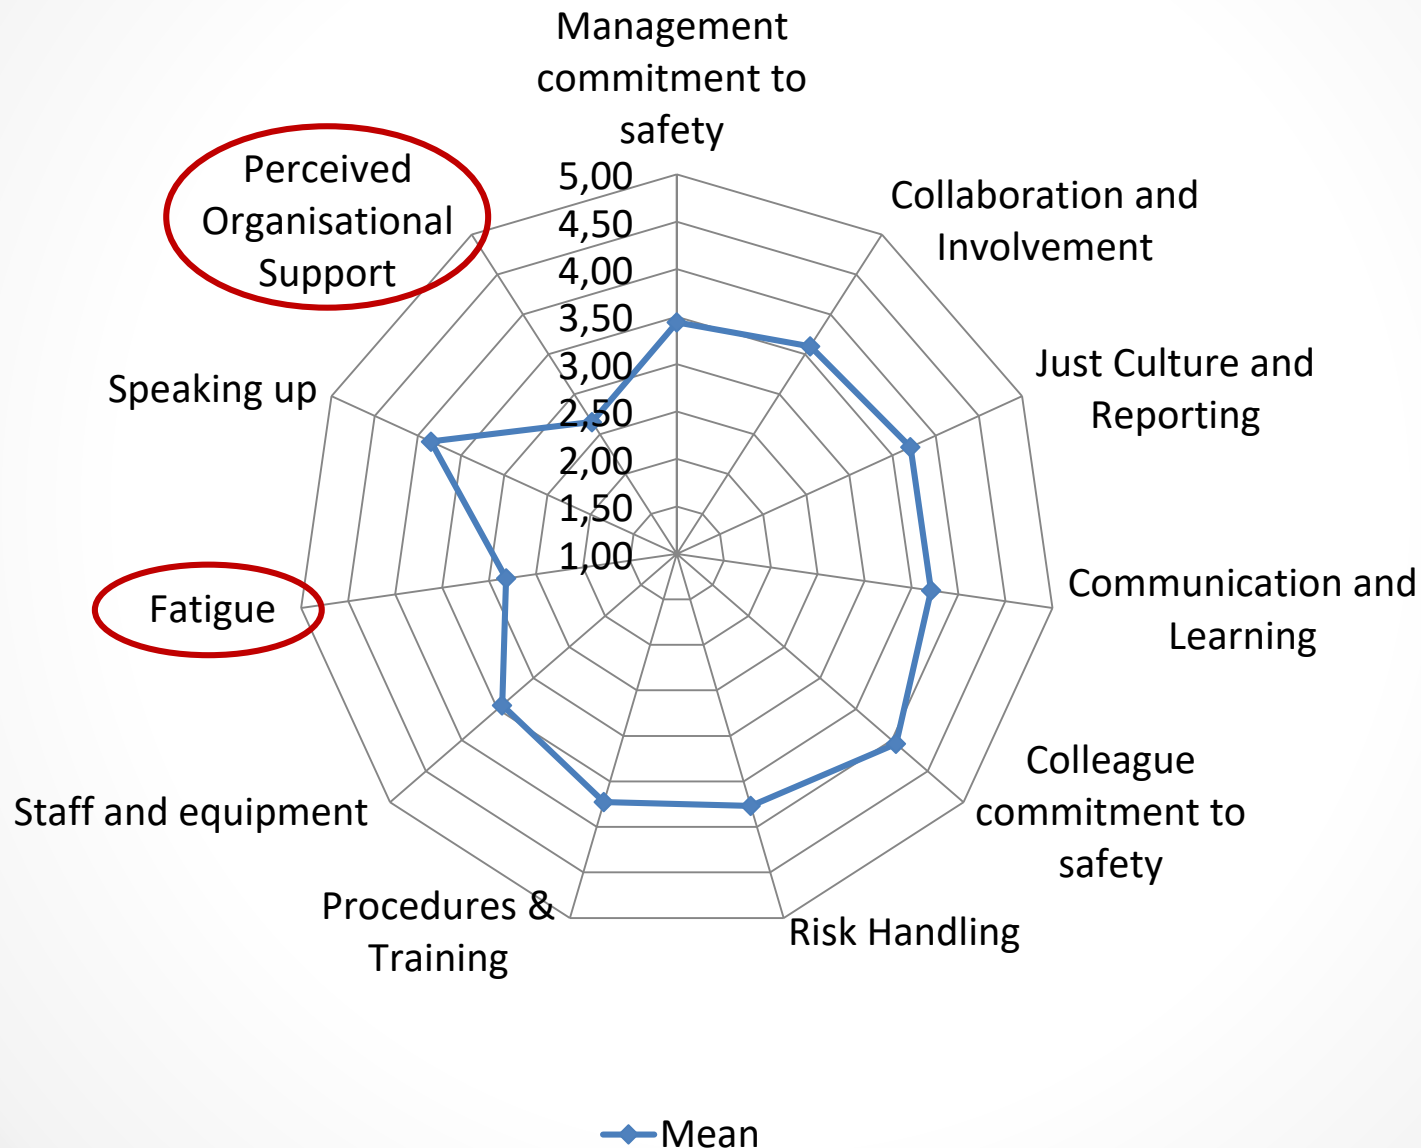 Management
commitment to
safety
Perceived
Organisational
Support
Collaboration and
Involvement
5,00
4,50
4,00
3,50
3,00
2,50
2,00
1,50
1,00
Speaking up
Just Culture and
Reporting
Fatigue
Communication and
Learning
Staff and equipment
Colleague
commitment to
safety
Procedures &
Training
Risk Handling
Mean